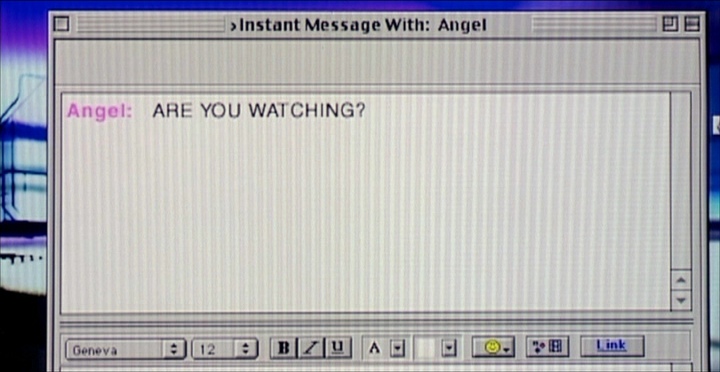 ›Instant Message With: Angel
Angel: ARE YOU WATCHING?
Geneva 12 B I U A Link